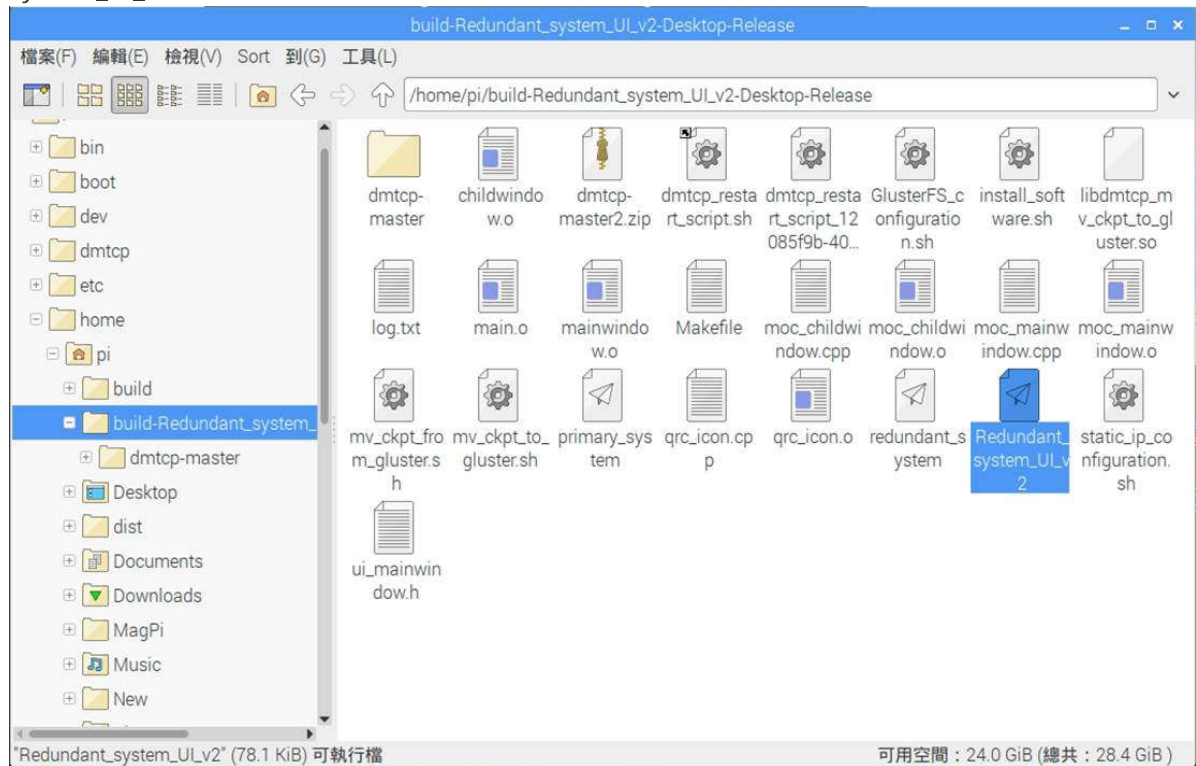 build-Redundant_system_UI_v2-Desktop-Release
檔案(F) 編輯(E) 檢視(V) Sort 到(G) 工具(L)
/home/pi/build-Redundant_system_UI_v2-Desktop-Release
bin
boot
dev
dmtcp
etc
home
pi
build
build-Redundant_system_
dmtcp-master
Desktop
dist
Documents
Downloads
MagPi
Music
New
dmtcp-
master
childwindo
w.o
dmtcp-
master2.zip
dmtcp_resta
rt_script.sh
dmtcp_resta
rt_script_12
085f9b-40...
GlusterFS_c
onfiguratio
n.sh
install_soft
ware.sh
libdmtcp_m
v_ckpt_to_gl
uster.so
log.txt
main.o
mainwindo
w.o
Makefile
moc_childwi
ndow.cpp
moc_childwi
ndow.o
moc_mainw
indow.cpp
moc_mainw
indow.o
mv_ckpt_fro
m_gluster.s
h
mv_ckpt_to_
gluster.sh
primary_sys
tem
qrc_icon.cp
p
qrc_icon.o
redundant_s
ystem
Redundant_
system_UI_v
2
static_ip_co
nfiguration.
sh
ui_mainwin
dow.h
"Redundant_system_UI_v2" (78.1 KiB) 可執行檔
可用空間：24.0 GiB (總共：28.4 GiB )